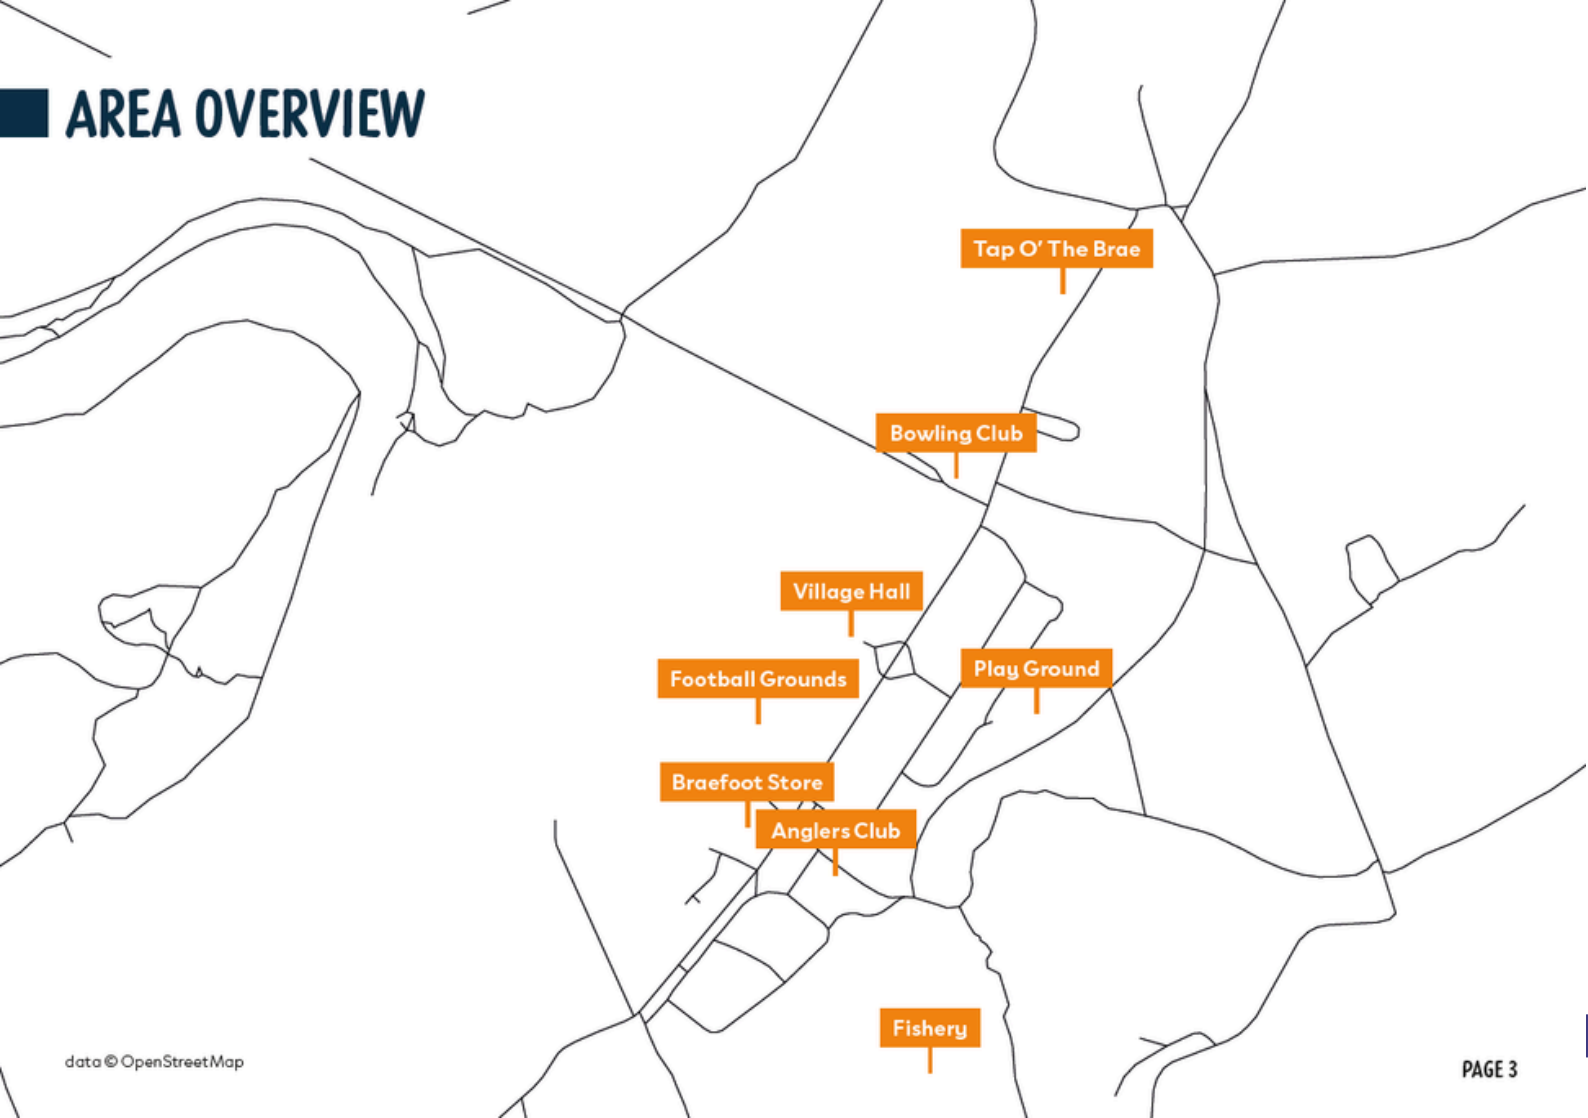 AREA OVERVIEW
Tap O' The Brae
Bowling Club
Village Hall
Play Ground
Football Grounds
Braefoot Store
Anglers Club
Fishery
data © OpenStreetMap
PAGE 3